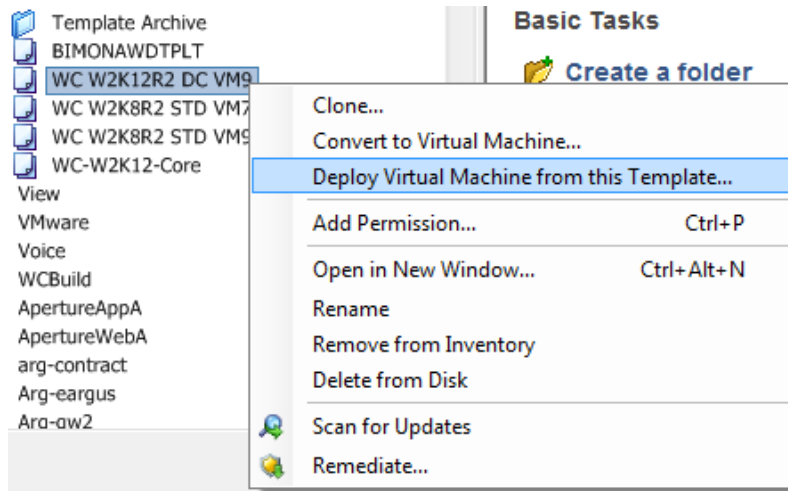 Template Archive
BIMONAWDTPLT
WC W2K12R2 DC VM9
WC W2K8R2 STD VM7
WC W2K8R2 STD VM9
WC-W2K12-Core
View
VMware
Voice
WCBuild
ApertureAppA
ApertureWebA
arg-contract
Arg-eargus
Arg-gw2
Basic Tasks
Create a folder
Clone...
Convert to Virtual Machine...
Deploy Virtual Machine from this Template...
Add Permission... Ctrl+P
Open in New Window... Ctrl+Alt+N
Rename
Remove from Inventory
Delete from Disk
Scan for Updates
Remediate...